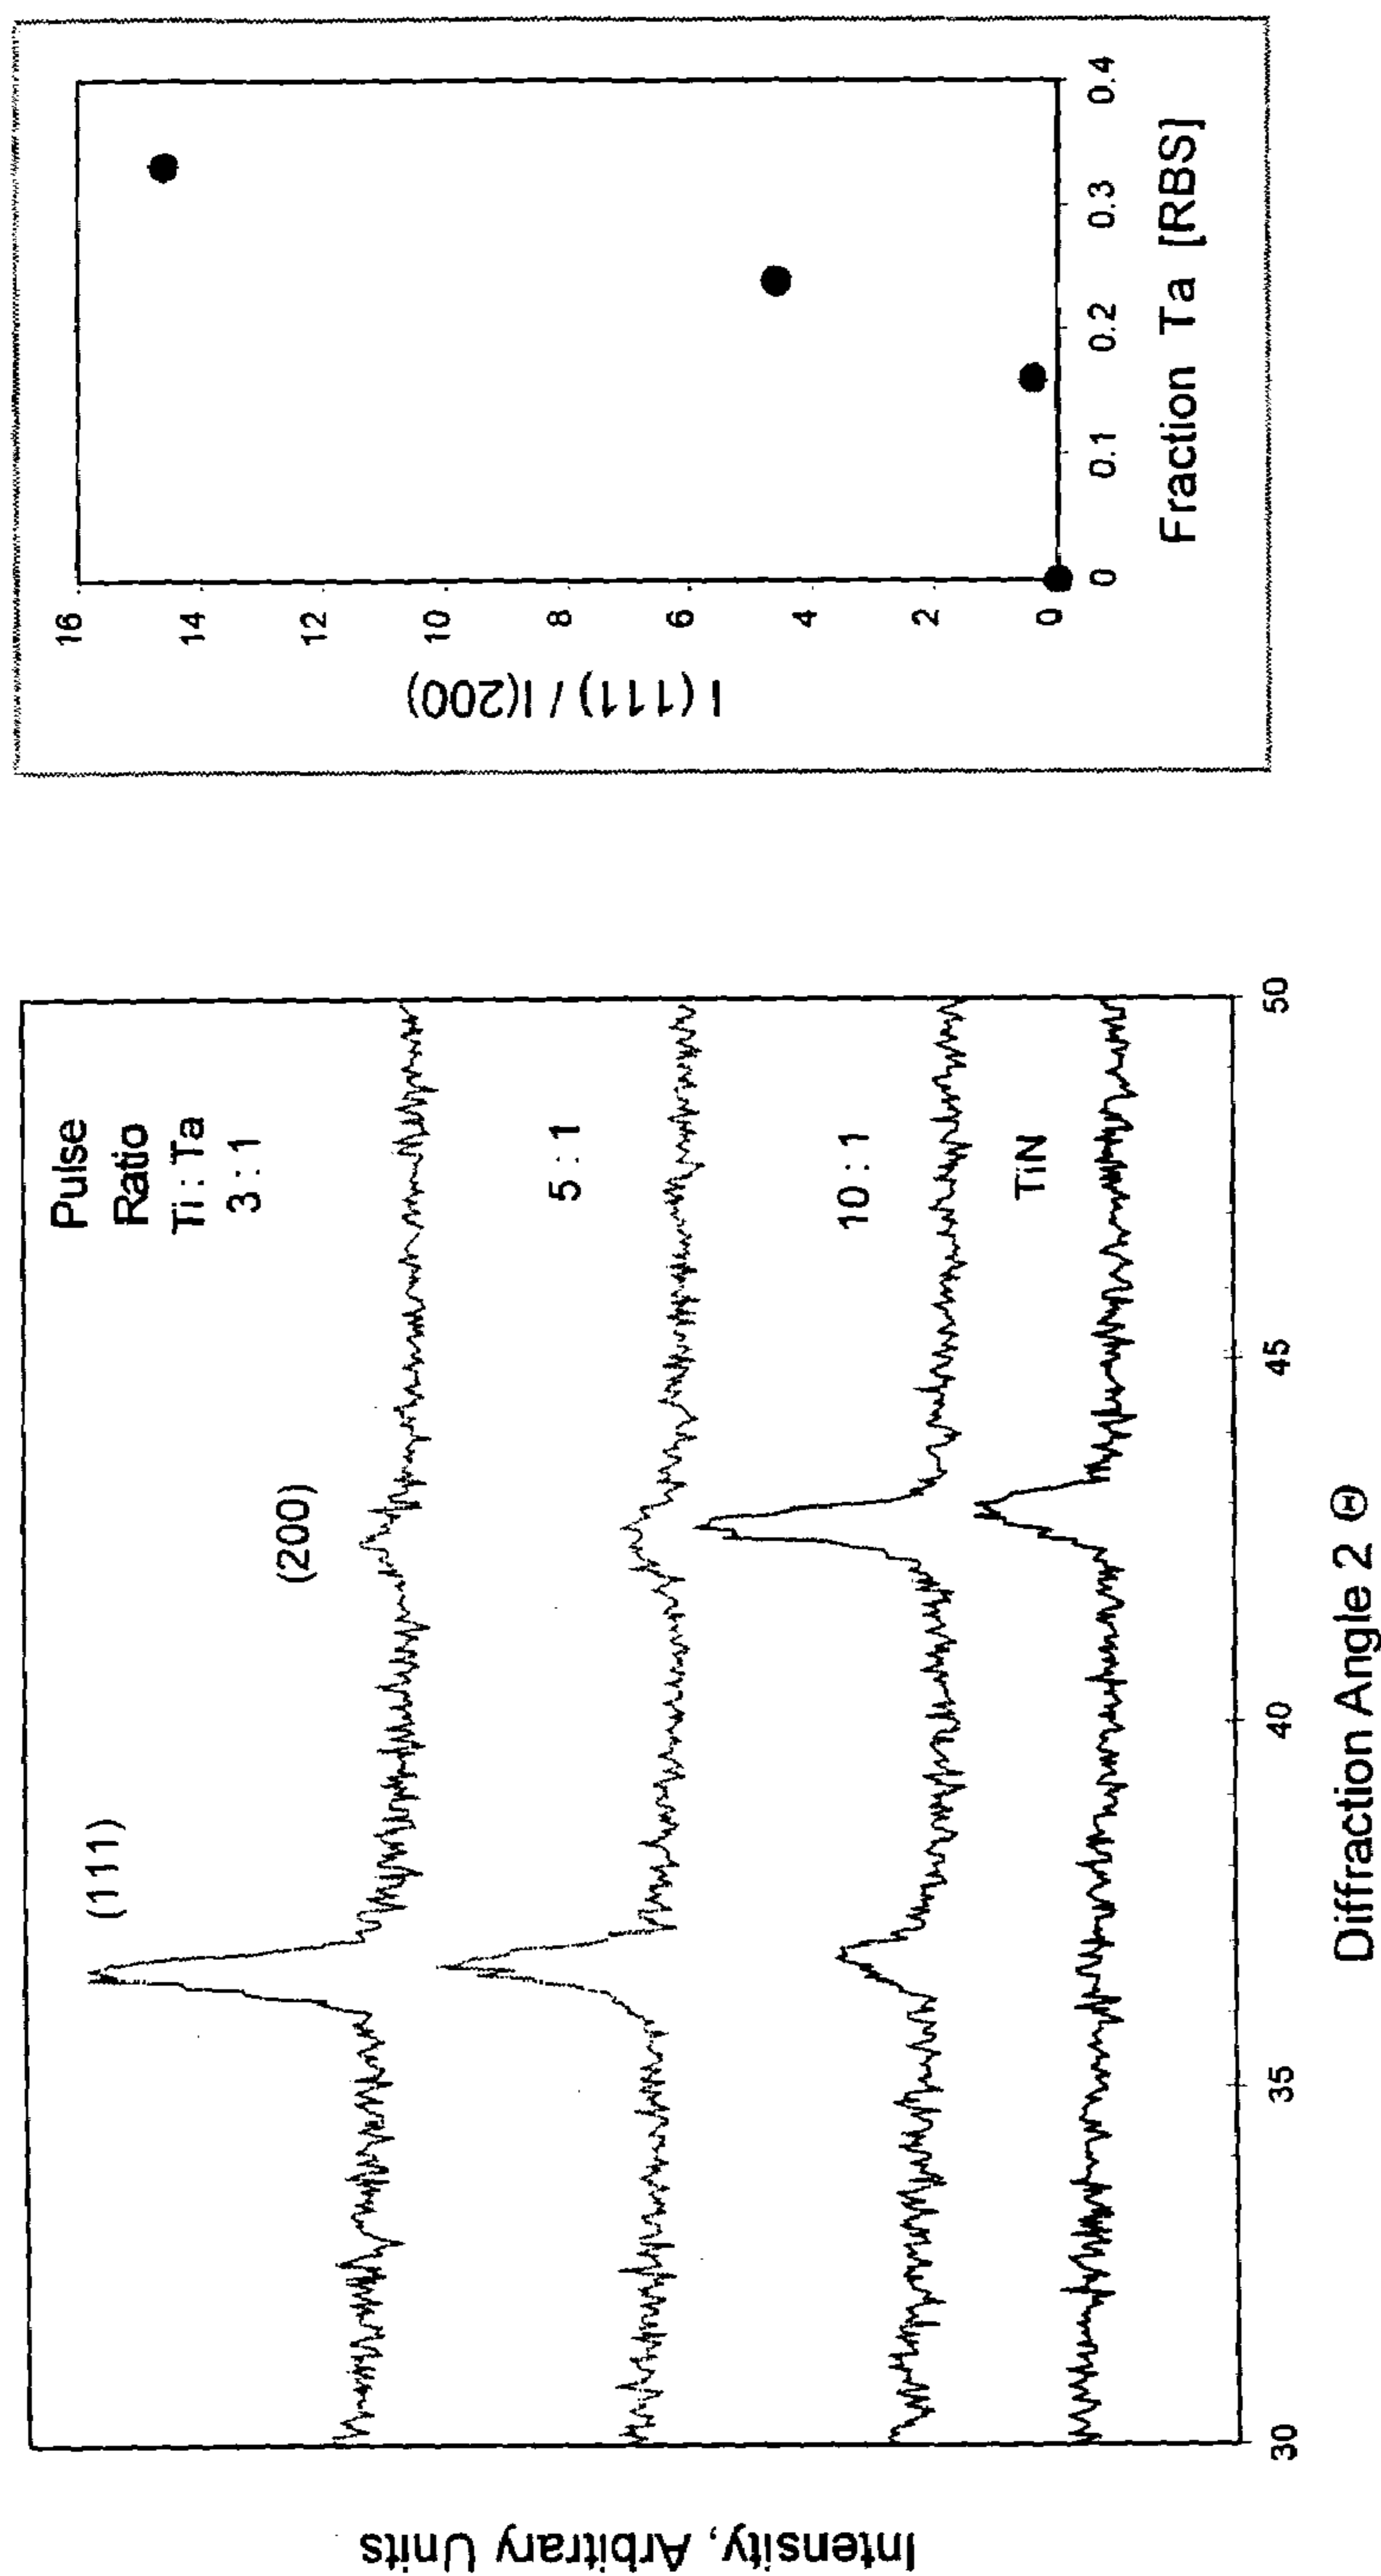 Intensity, Arbitrary Units
(111)
(200)
Pulse
Ratio
Ti : Ta
3 : 1
5 : 1
10 : 1
TiN
30
35
40
45
50
Diffraction Angle 2 Θ
I (111) / I(200)
16
14
12
10
8
6
4
2
0
0
0.1
0.2
0.3
0.4
Fraction Ta [RBS]